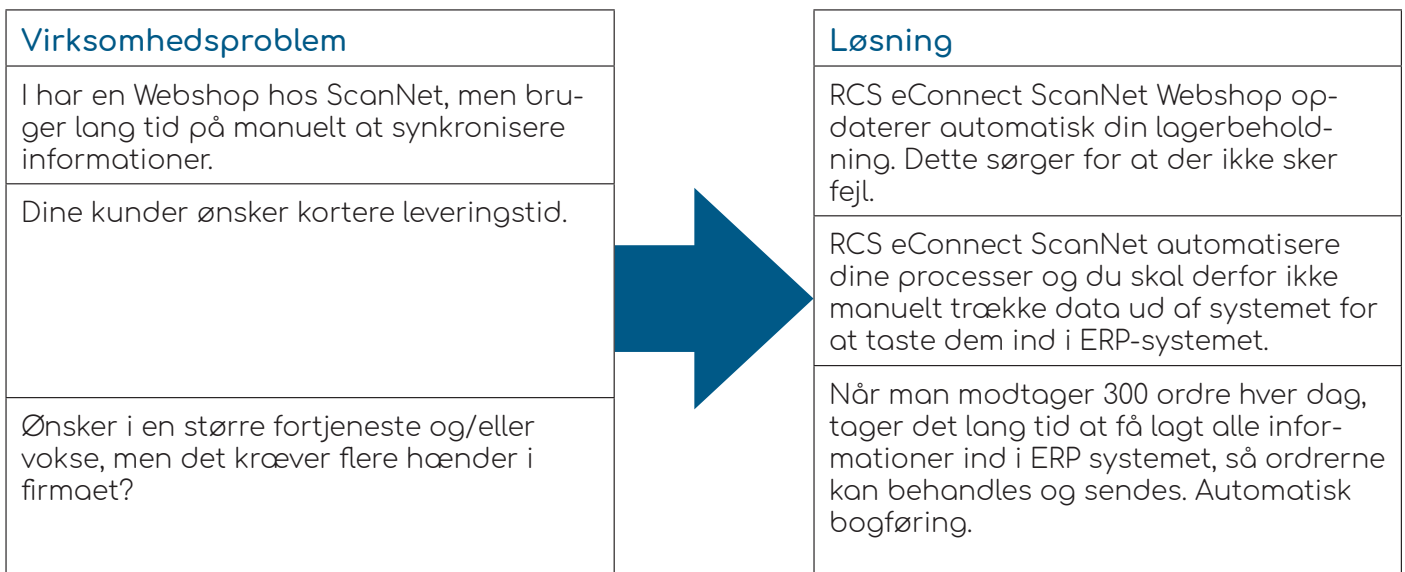 Virksomhedsproblem
I har en Webshop hos ScanNet, men bru-
ger lang tid på manuelt at synkronisere
informationer.
Dine kunder ønsker kortere leveringstid.
Ønsker i en større fortjeneste og/eller
vokse, men det kræver flere hænder i
firmaet?
Løsning
RCS eConnect ScanNet Webshop op-
daterer automatisk din lagerbehold-
ning. Dette sørger for at der ikke sker
fejl.
RCS eConnect ScanNet automatisere
dine processer og du skal derfor ikke
manuelt trække data ud af systemet for
at taste dem ind i ERP-systemet.
Når man modtager 300 ordre hver dag,
tager det lang tid at få lagt alle infor-
mationer ind i ERP systemet, så ordrerne
kan behandles og sendes. Automatisk
bogføring.